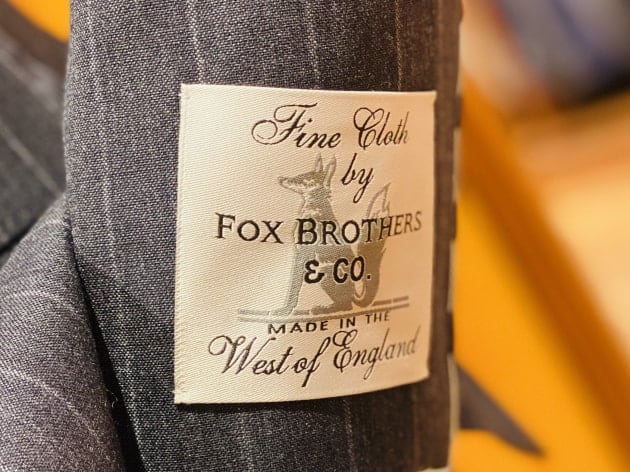 Fine Cloth
by
FOX BROTHERS
& CO.
MADE IN THE
West of England